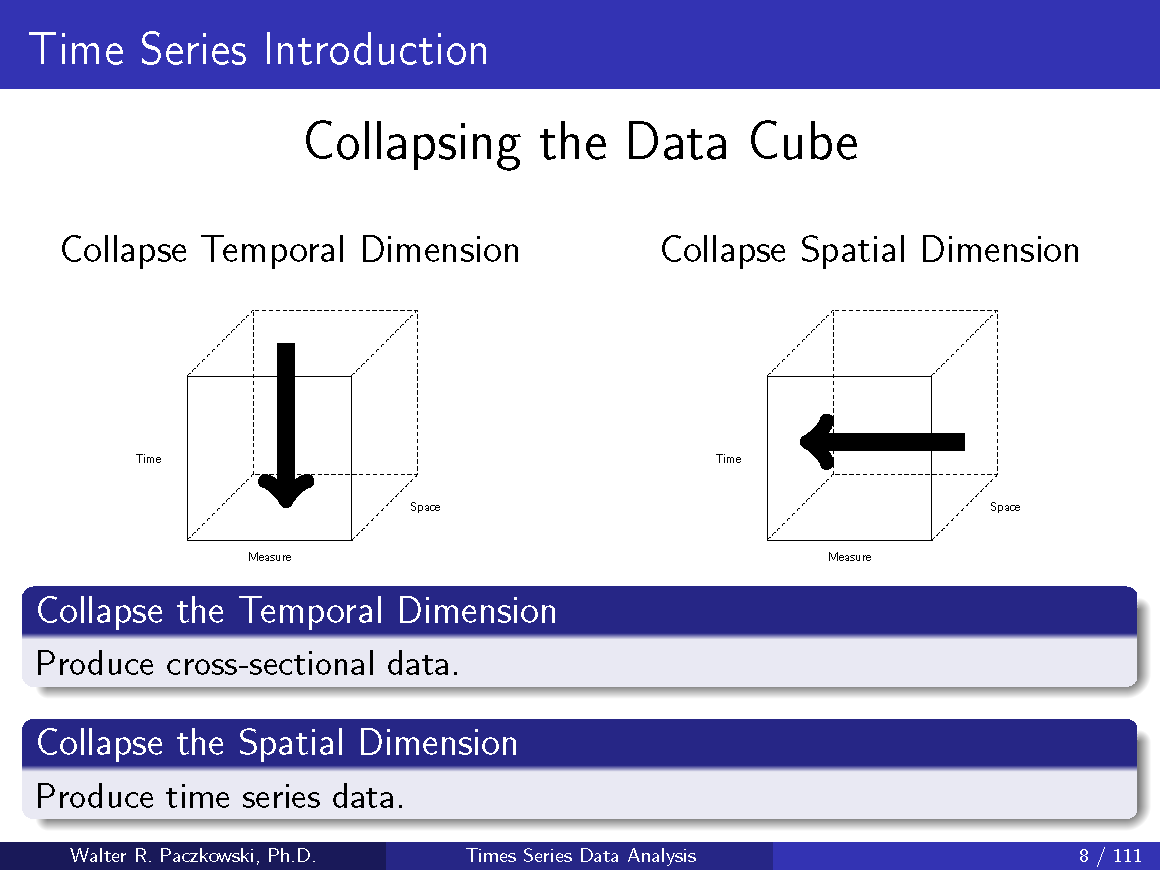 Time Series Introduction
Collapsing the Data Cube
Collapse Temporal Dimension
Time
Space
Measure
Collapse Spatial Dimension
Time
Space
Measure
Collapse the Temporal Dimension
Produce cross-sectional data.
Collapse the Spatial Dimension
Produce time series data.
Walter R. Paczkowski, Ph.D.
Times Series Data Analysis
8 / 111